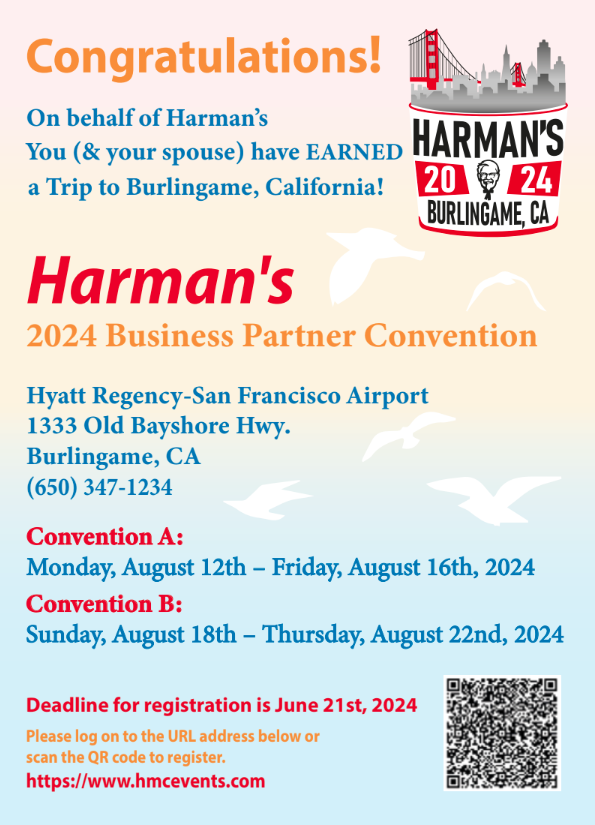 Congratulations!
On behalf of Harman's
You (& your spouse) have EARNED
a Trip to Burlingame, California!
HARMAN'S
20 24
BURLINGAME, CA
Harman's
2024 Business Partner Convention
Hyatt Regency-San Francisco Airport
1333 Old Bayshore Hwy.
Burlingame, CA
(650) 347-1234
Convention A:
Monday, August 12th – Friday, August 16th, 2024
Convention B:
Sunday, August 18th – Thursday, August 22nd, 2024
Deadline for registration is June 21st, 2024
Please log on to the URL address below or
scan the QR code to register.
https://www.hmcevents.com